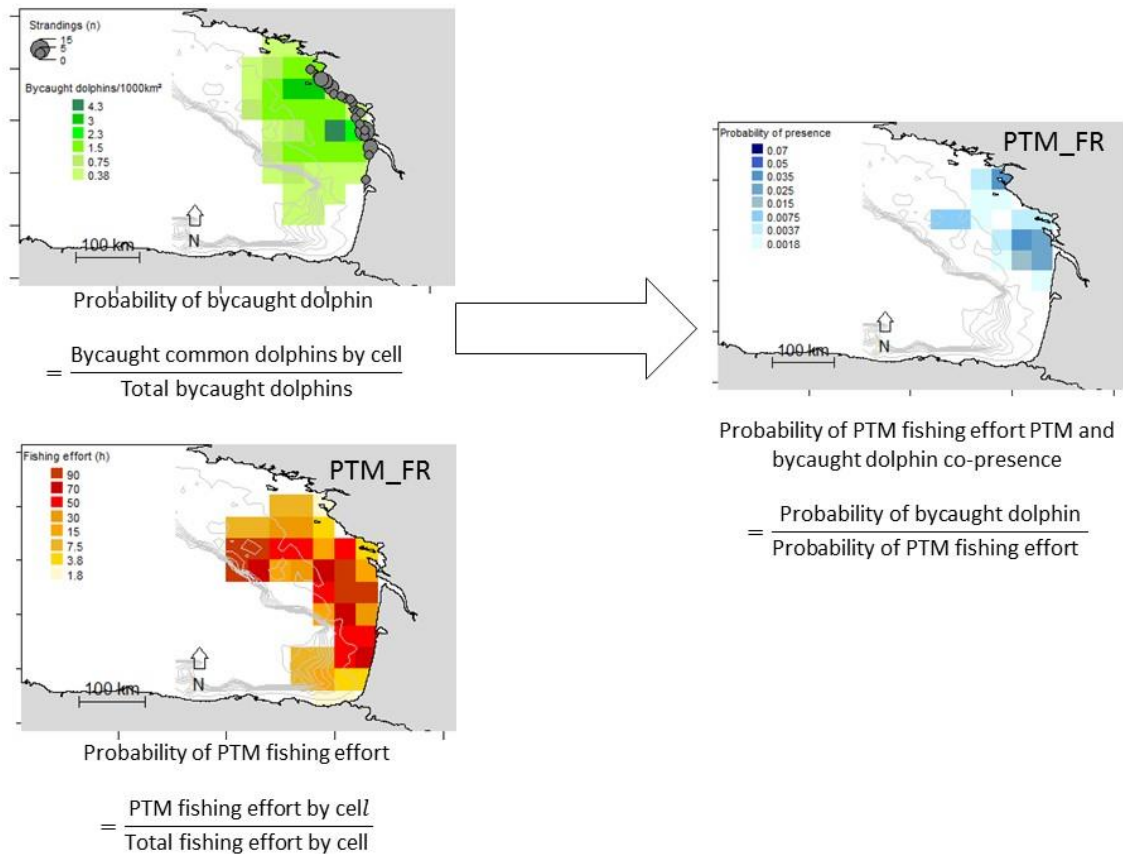 Strandings (n)
15
5
0
Bycaught dolphins/1000km²
4.3
3
2.3
1.5
0.75
0.38
N
100 km
Probability of bycaught dolphin
= Bycaught common dolphins by cell
Total bycaught dolphins
Fishing effort (h)
PTM_FR
90
70
50
30
15
7.5
3.8
1.8
N
100 km
Probability of PTM fishing effort
= PTM fishing effort by cell
Total fishing effort by cell
Probability of presence
PTM_FR
0.07
0.05
0.035
0.025
0.015
0.0075
0.0037
0.0018
N
100 km
Probability of PTM fishing effort PTM and
bycaught dolphin co-presence
= Probability of bycaught dolphin
Probability of PTM fishing effort